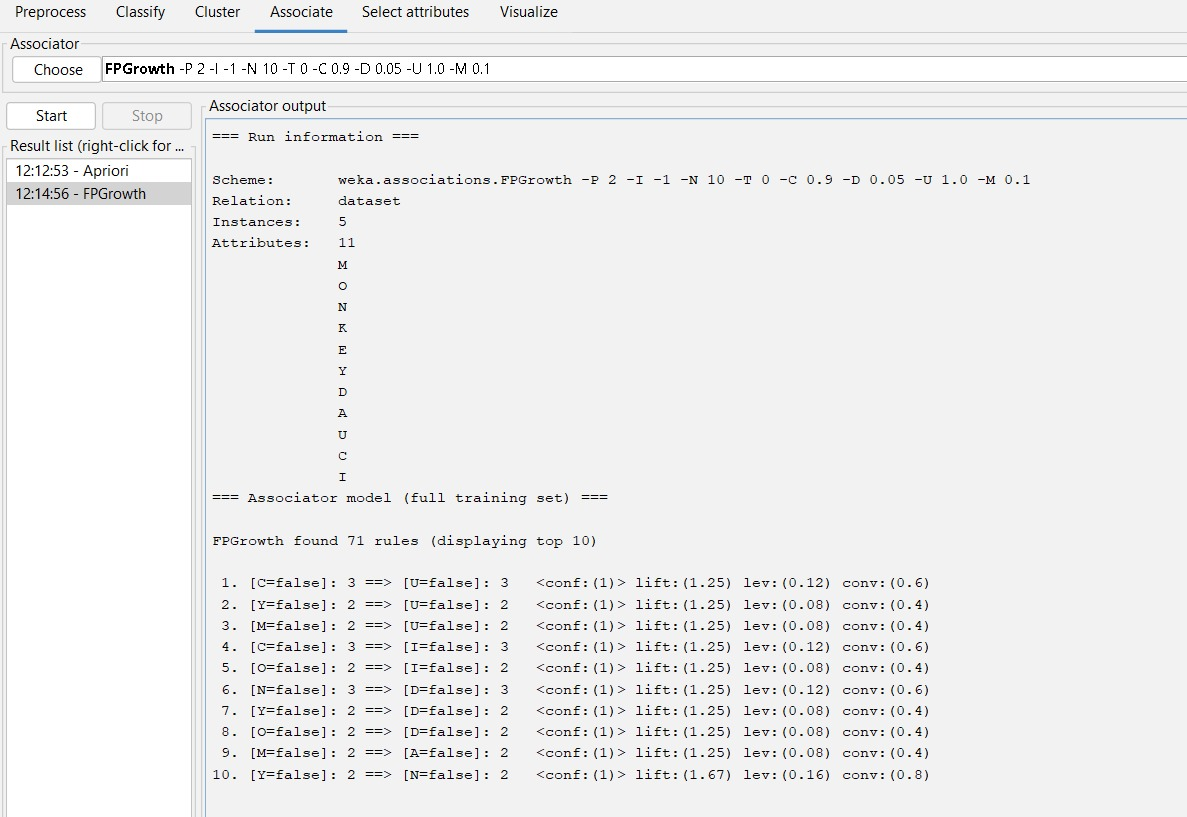 Preprocess Classify Cluster Associate Select attributes Visualize
Associator
Choose FPGrowth -P 2 -I -1 -N 10 -T 0 -C 0.9 -D 0.05 -U 1.0 -M 0.1
Start Stop
Result list (right-click for ...
12:12:53 - Apriori
12:14:56 - FPGrowth
Associator output
=== Run information ===
Scheme: weka.associations.FPGrowth -P 2 -I -1 -N 10 -T 0 -C 0.9 -D 0.05 -U 1.0 -M 0.1
Relation: dataset
Instances: 5
Attributes: 11
M
O
N
K
E
Y
D
A
U
C
I
=== Associator model (full training set) ===
FPGrowth found 71 rules (displaying top 10)
1. [C=false]: 3 ==> [U=false]: 3 <conf:(1)> lift:(1.25) lev:(0.12) conv:(0.6)
2. [Y=false]: 2 ==> [U=false]: 2 <conf:(1)> lift:(1.25) lev:(0.08) conv:(0.4)
3. [M=false]: 2 ==> [U=false]: 2 <conf:(1)> lift:(1.25) lev:(0.08) conv:(0.4)
4. [C=false]: 3 ==> [I=false]: 3 <conf:(1)> lift:(1.25) lev:(0.12) conv:(0.6)
5. [O=false]: 2 ==> [I=false]: 2 <conf:(1)> lift:(1.25) lev:(0.08) conv:(0.4)
6. [N=false]: 3 ==> [D=false]: 3 <conf:(1)> lift:(1.25) lev:(0.12) conv:(0.6)
7. [Y=false]: 2 ==> [D=false]: 2 <conf:(1)> lift:(1.25) lev:(0.08) conv:(0.4)
8. [O=false]: 2 ==> [D=false]: 2 <conf:(1)> lift:(1.25) lev:(0.08) conv:(0.4)
9. [M=false]: 2 ==> [A=false]: 2 <conf:(1)> lift:(1.25) lev:(0.08) conv:(0.4)
10. [Y=false]: 2 ==> [N=false]: 2 <conf:(1)> lift:(1.67) lev:(0.16) conv:(0.8)